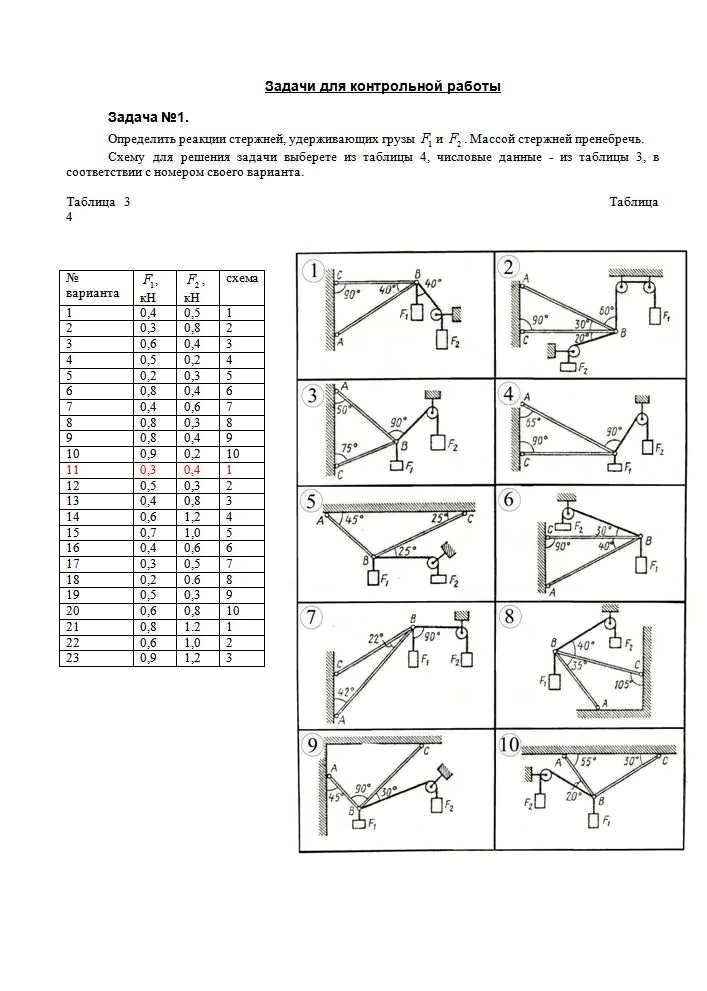 Задачи для контрольной работы
Задача №1.
Определить реакции стержней, удерживающих грузы F₁ и F₂. Массой стержней пренебречь.
Схему для решения задачи выберете из таблицы 4, числовые данные - из таблицы 3, в
соответствии с номером своего варианта.
Таблица 3 Таблица
4
№ варианта F₁, кН F₂, кН схема
1 0,4 0,5 1
2 0,3 0,8 2
3 0,6 0,4 3
4 0,5 0,2 4
5 0,2 0,3 5
6 0,8 0,4 6
7 0,4 0,6 7
8 0,8 0,3 8
9 0,8 0,4 9
10 0,9 0,2 10
11 0,3 0,4 1
12 0,5 0,3 2
13 0,4 0,8 3
14 0,6 1,2 4
15 0,7 1,0 5
16 0,4 0,6 6
17 0,3 0,5 7
18 0,2 0.6 8
19 0,5 0,3 9
20 0,6 0,8 10
21 0,8 1.2 1
22 0,6 1,0 2
23 0,9 1,2 3
1 C B 90° 40° 40° A F₁ F₂
2 A 90° 30° 60° C B 20° F₁ F₂
3 A 50° 90° B 75° C F₁ F₂
4 A 65° 90° 90° F₁ F₂
5 A 45° 25° C B 25° F₁ F₂
6 F₂ C 30° B 90° 40° A F₁
7 B 22° 90° C 42° A F₁ F₂
8 B 40° 35° C 105° A F₁ F₂
9 A C 45° 90° 30° B F₁ F₂
10 A 55° 30° C 20° B F₂ F₁